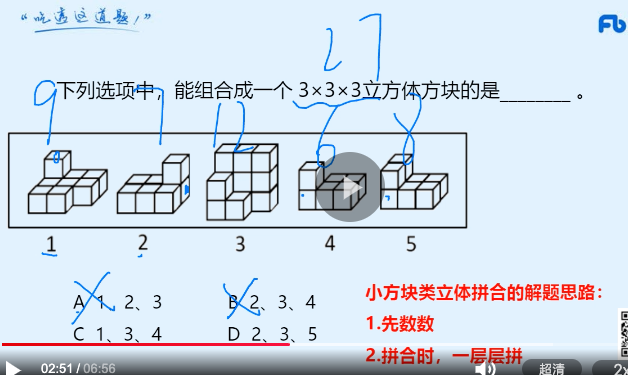 “吃透这道题!”
Fb
27
下列选项中，能组合成一个 3×3×3立方体方块的是________ 。
9 7 12 6 8
1 2 3 4 5
A 1、2、3 B 2、3、4
C 1、3、4 D 2、3、5
小方块类立体拼合的解题思路：
1.先数数
2.拼合时，一层层拼
02:51 / 06:56 超清 2x